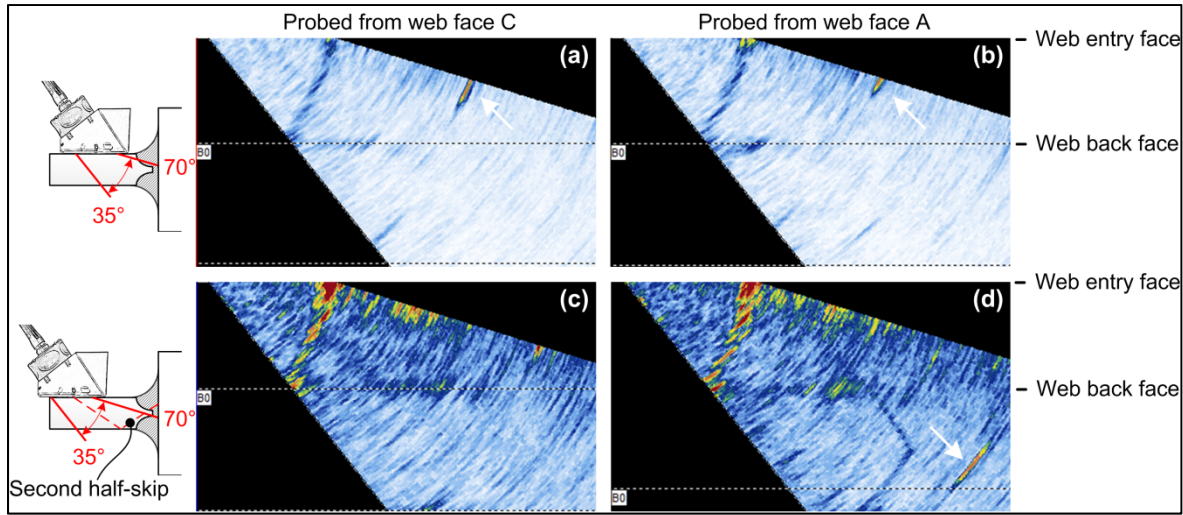 Probed from web face C
Probed from web face A
(a)
(b)
Web entry face
B0
Web back face
70°
35°
(c)
(d)
Web entry face
B0
Web back face
70°
35°
Second half-skip
B0